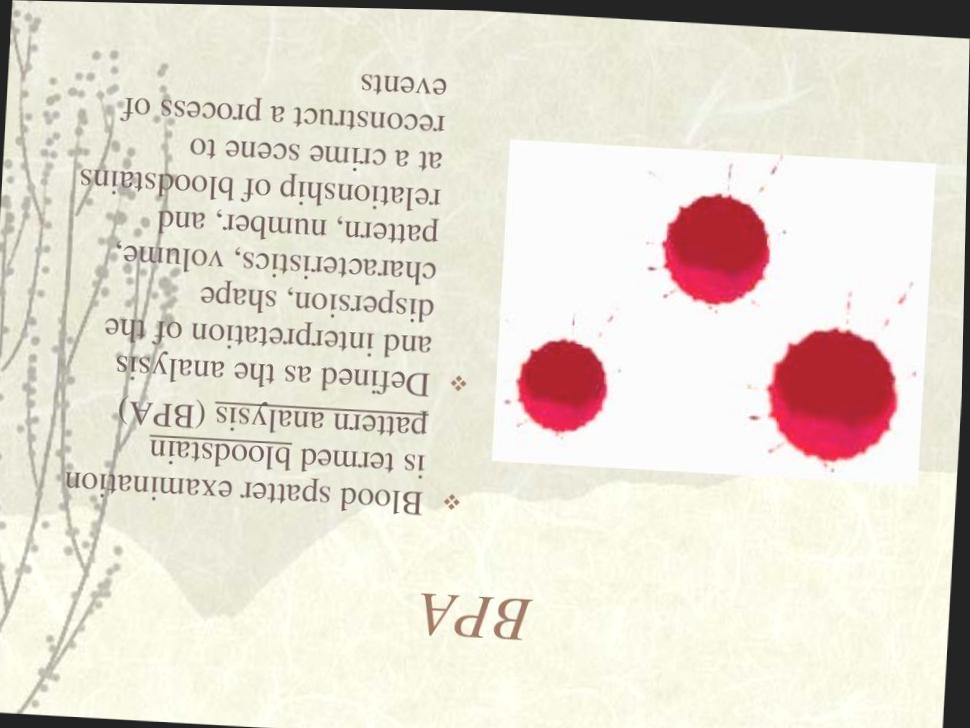 BPA
❖ Blood spatter examination
is termed bloodstain
pattern analysis (BPA)
❖ Defined as the analysis
and interpretation of the
dispersion, shape
characteristics, volume,
pattern, number, and
relationship of bloodstains
at a crime scene to
reconstruct a process of
events